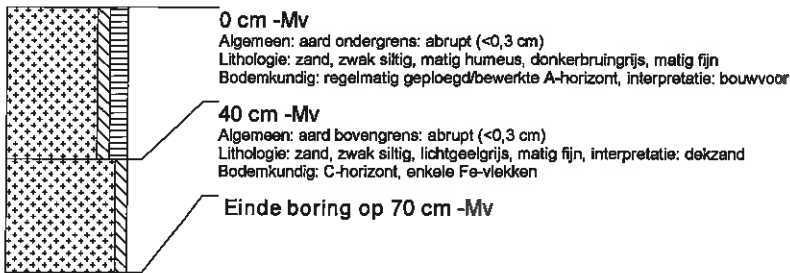 0 cm -Mv
Algemeen: aard ondergrens: abrupt (<0,3 cm)
Lithologie: zand, zwak siltig, matig humeus, donkerbruingrijs, matig fijn
Bodemkundig: regelmatig geploegd/bewerkte A-horizont, interpretatie: bouwvoor
40 cm -Mv
Algemeen: aard bovengrens: abrupt (<0,3 cm)
Lithologie: zand, zwak siltig, lichtgeelgrijs, matig fijn, interpretatie: dekzand
Bodemkundig: C-horizont, enkele Fe-vlekken
Einde boring op 70 cm -Mv